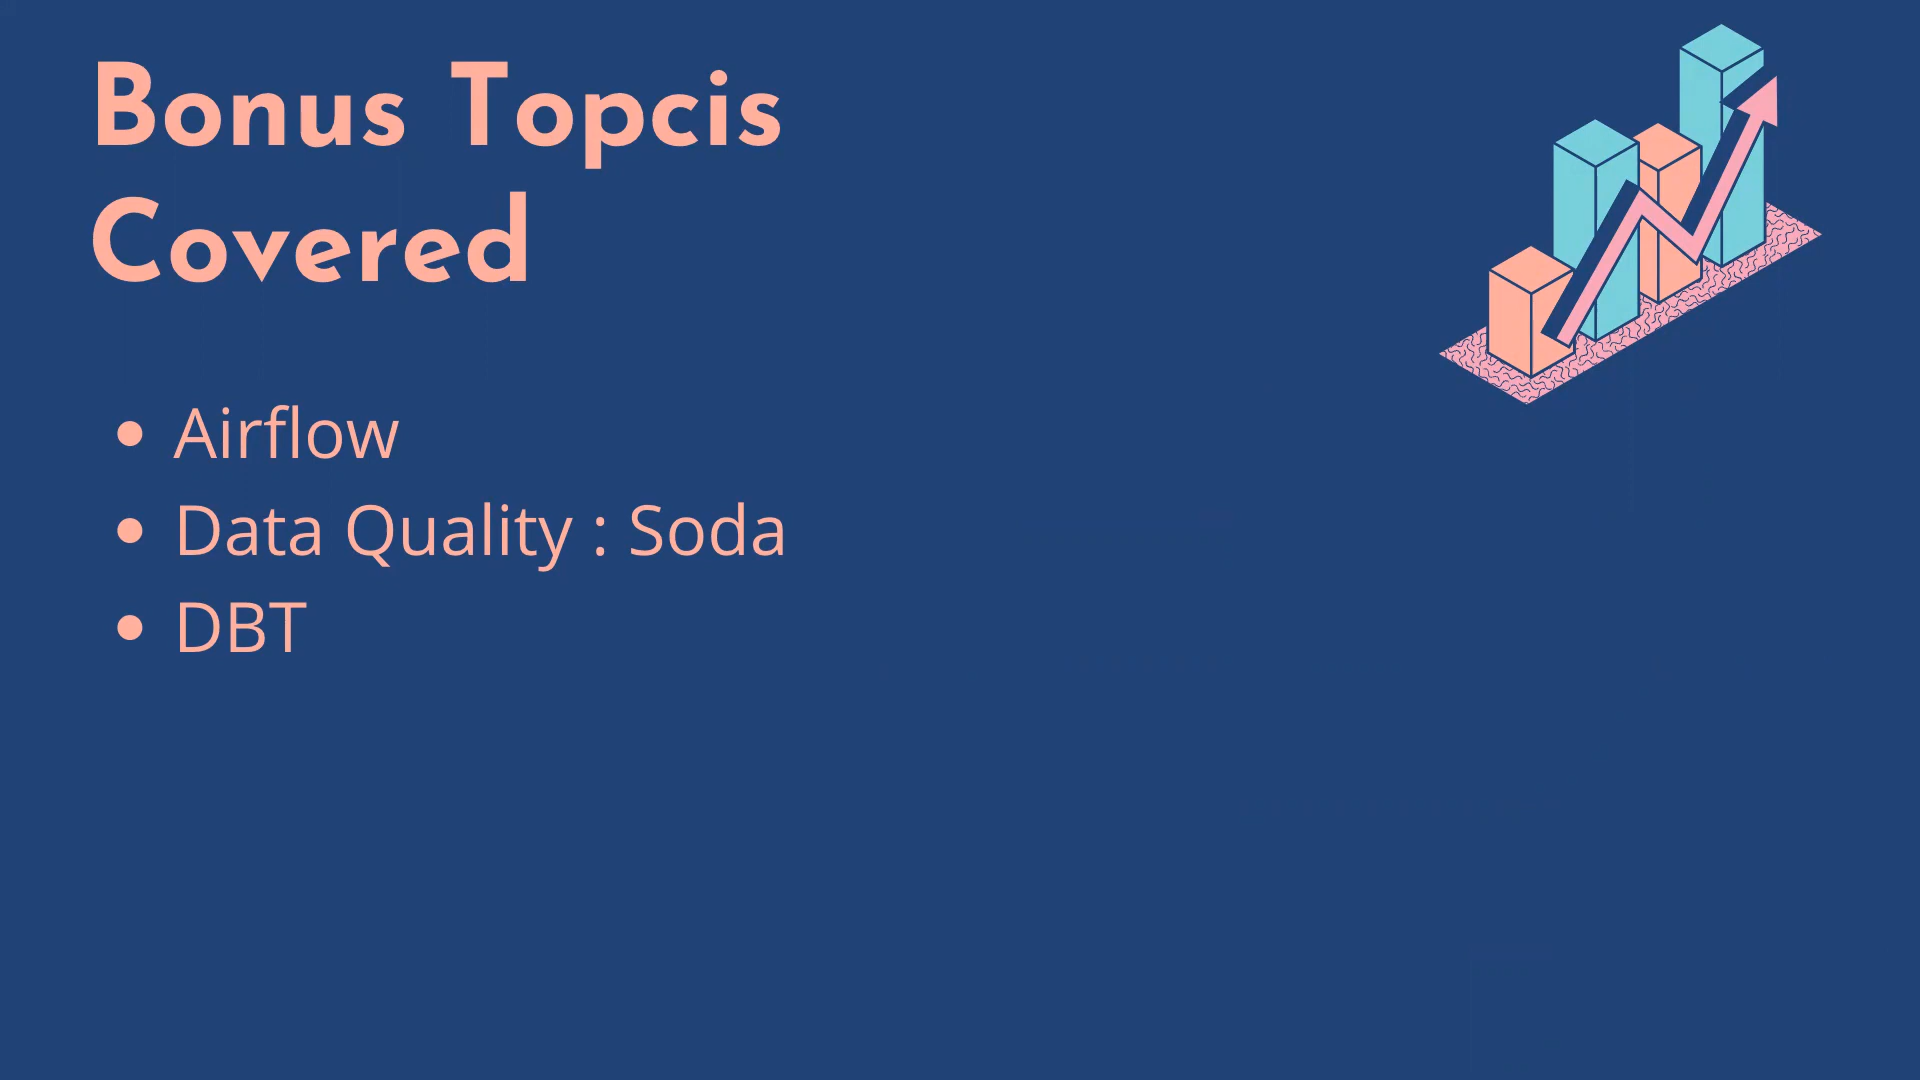 Bonus Topcis
Covered
• Airflow
• Data Quality : Soda
• DBT